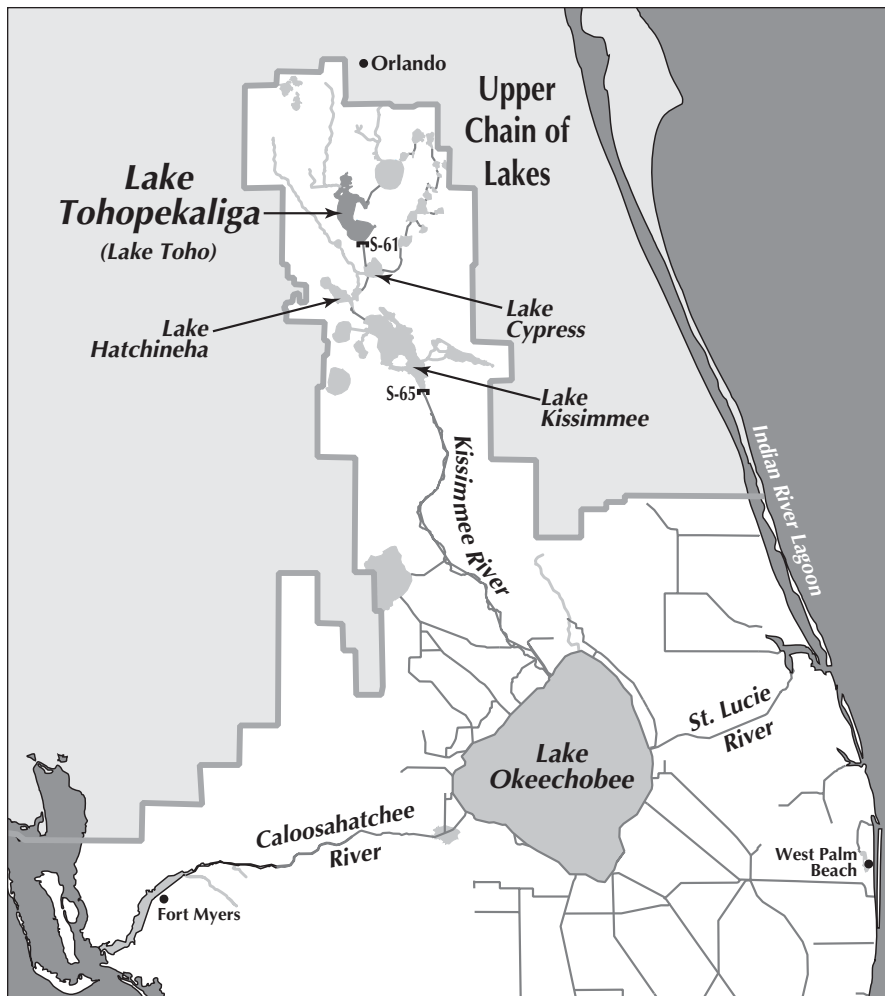 Orlando
Upper
Chain of
Lakes
Lake
Tohopekaliga
(Lake Toho)
S-61
Lake
Cypress
Lake
Hatchineha
S-65
Lake
Kissimmee
Kissimmee River
Indian River Lagoon
St. Lucie
River
Lake
Okeechobee
Caloosahatchee
River
West Palm
Beach
Fort Myers